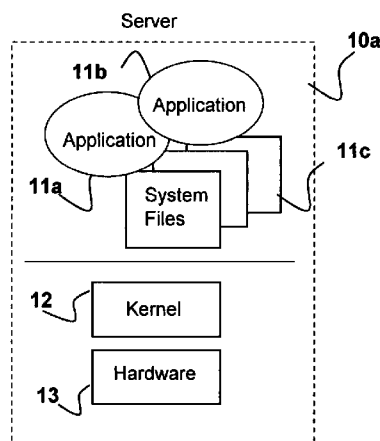 Server
10a
11b
Application
Application
11c
11a
System
Files
12
Kernel
Hardware
13